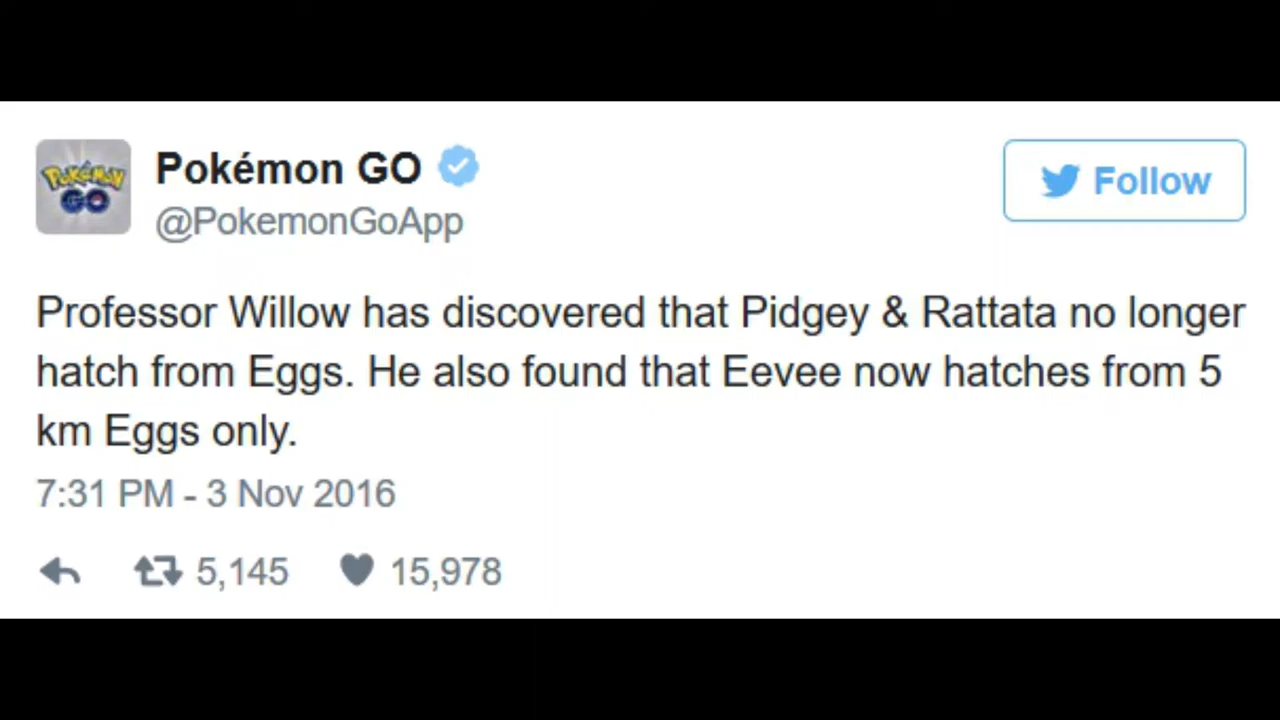 POKÉMON
GO
Pokémon GO
@PokemonGoApp
Follow
Professor Willow has discovered that Pidgey & Rattata no longer
hatch from Eggs. He also found that Eevee now hatches from 5
km Eggs only.
7:31 PM - 3 Nov 2016
5,145 15,978